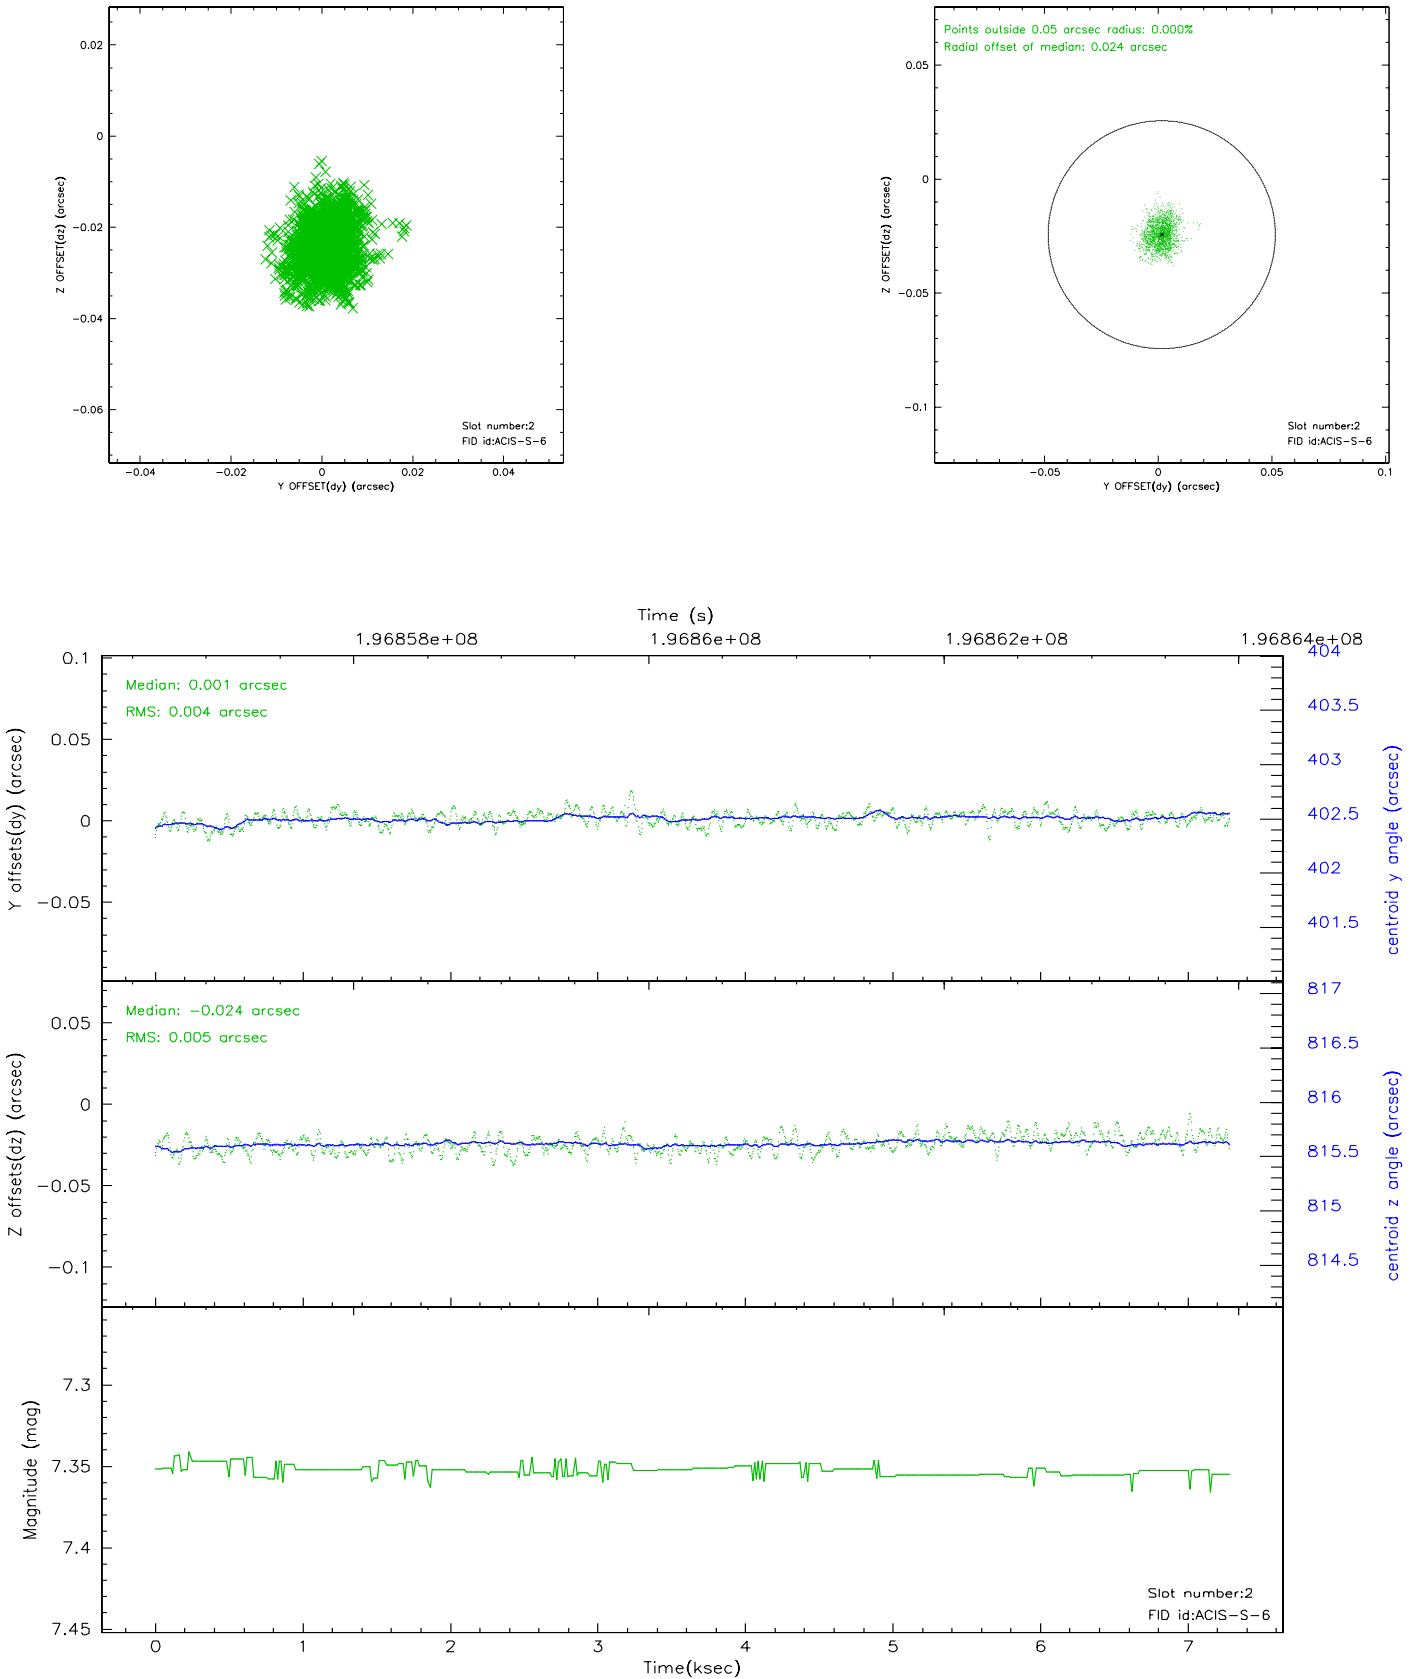 0.02
0
−0.02
−0.04
−0.06
Z OFFSET(dz) (arcsec)
Slot number:2
FID id:ACIS−S−6
−0.04 −0.02 0 0.02 0.04
Y OFFSET(dy) (arcsec)
Points outside 0.05 arcsec radius: 0.000%
Radial offset of median: 0.024 arcsec
0.05
0
−0.05
−0.1
Z OFFSET(dz) (arcsec)
Slot number:2
FID id:ACIS−S−6
−0.05 0 0.05 0.1
Y OFFSET(dy) (arcsec)
Time (s)
1.96858e+08 1.9686e+08 1.96862e+08 1.96864e+08
0.1
0.05
0
−0.05
Y offsets(dy) (arcsec)
Median: 0.001 arcsec
RMS: 0.004 arcsec
404
403.5
403
402.5
402
401.5
centroid y angle (arcsec)
0.05
0
−0.05
−0.1
Z offsets(dz) (arcsec)
Median: −0.024 arcsec
RMS: 0.005 arcsec
817
816.5
816
815.5
815
814.5
centroid z angle (arcsec)
7.3
7.35
7.4
7.45
Magnitude (mag)
Slot number:2
FID id:ACIS−S−6
0 1 2 3 4 5 6 7
Time(ksec)